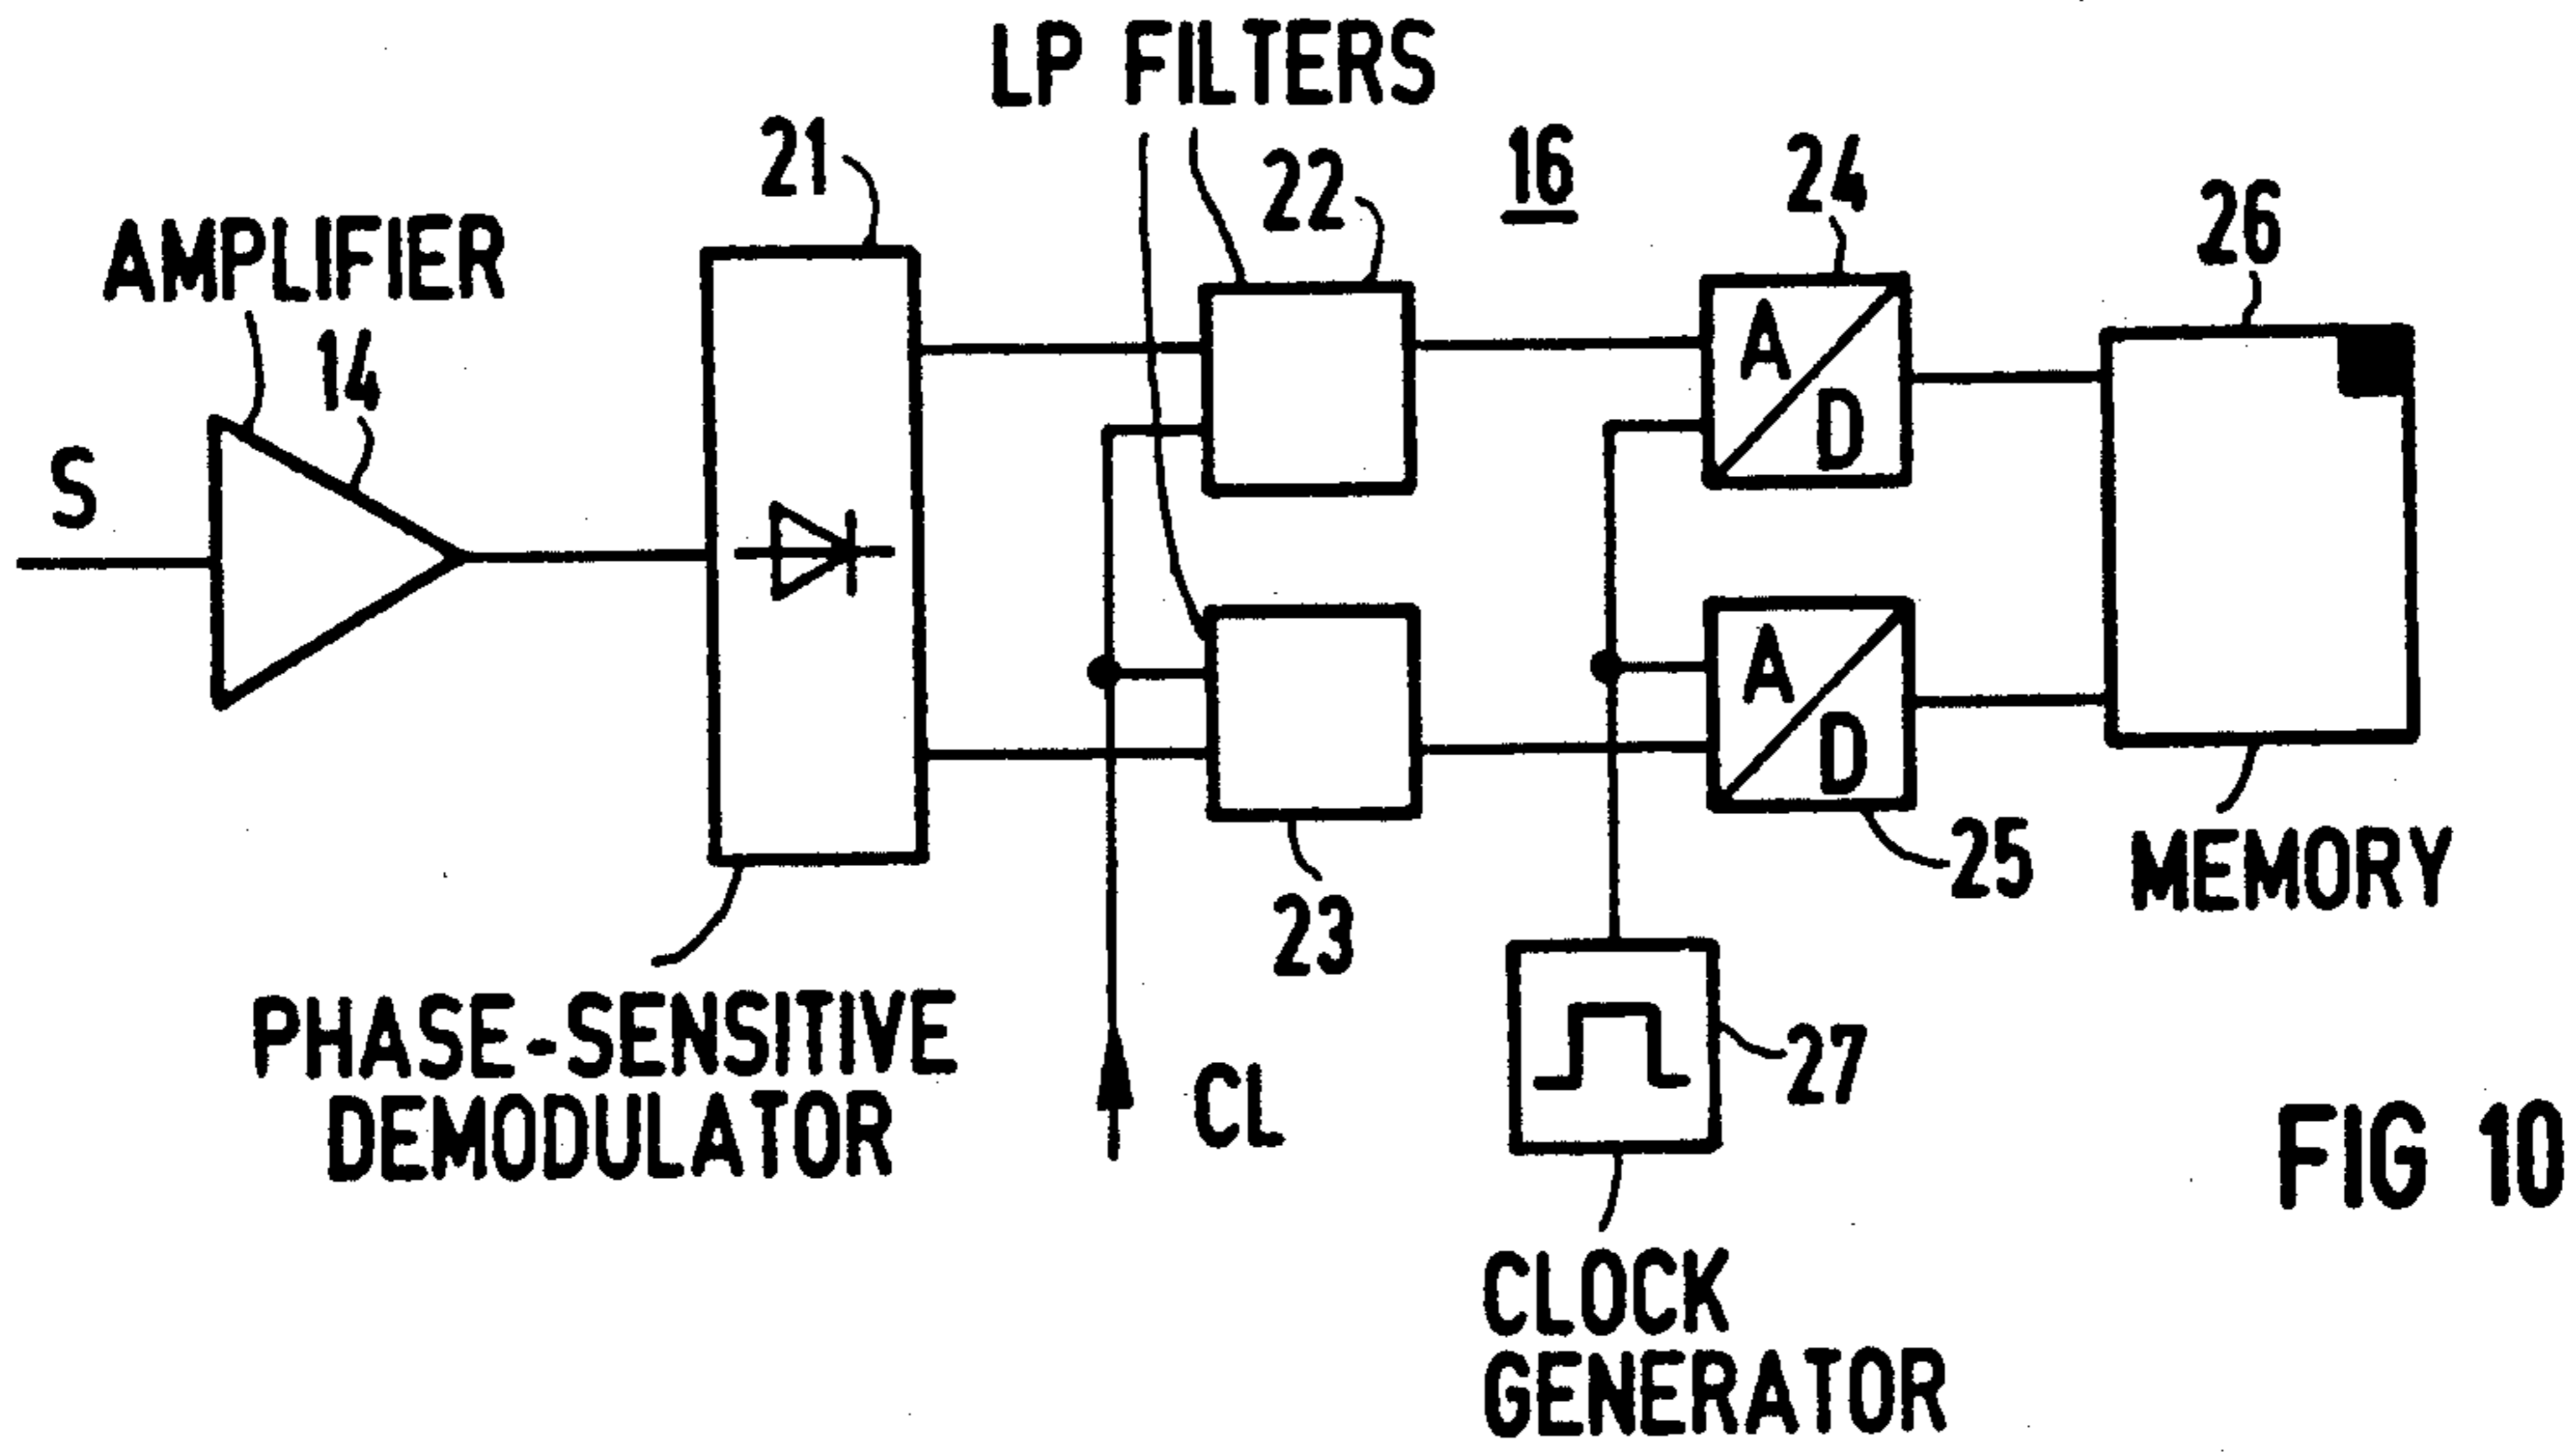 LP FILTERS
21
22
16
24
26
AMPLIFIER
14
S
A
D
A
D
23
25
MEMORY
PHASE-SENSITIVE
DEMODULATOR
CL
27
FIG 10
CLOCK
GENERATOR